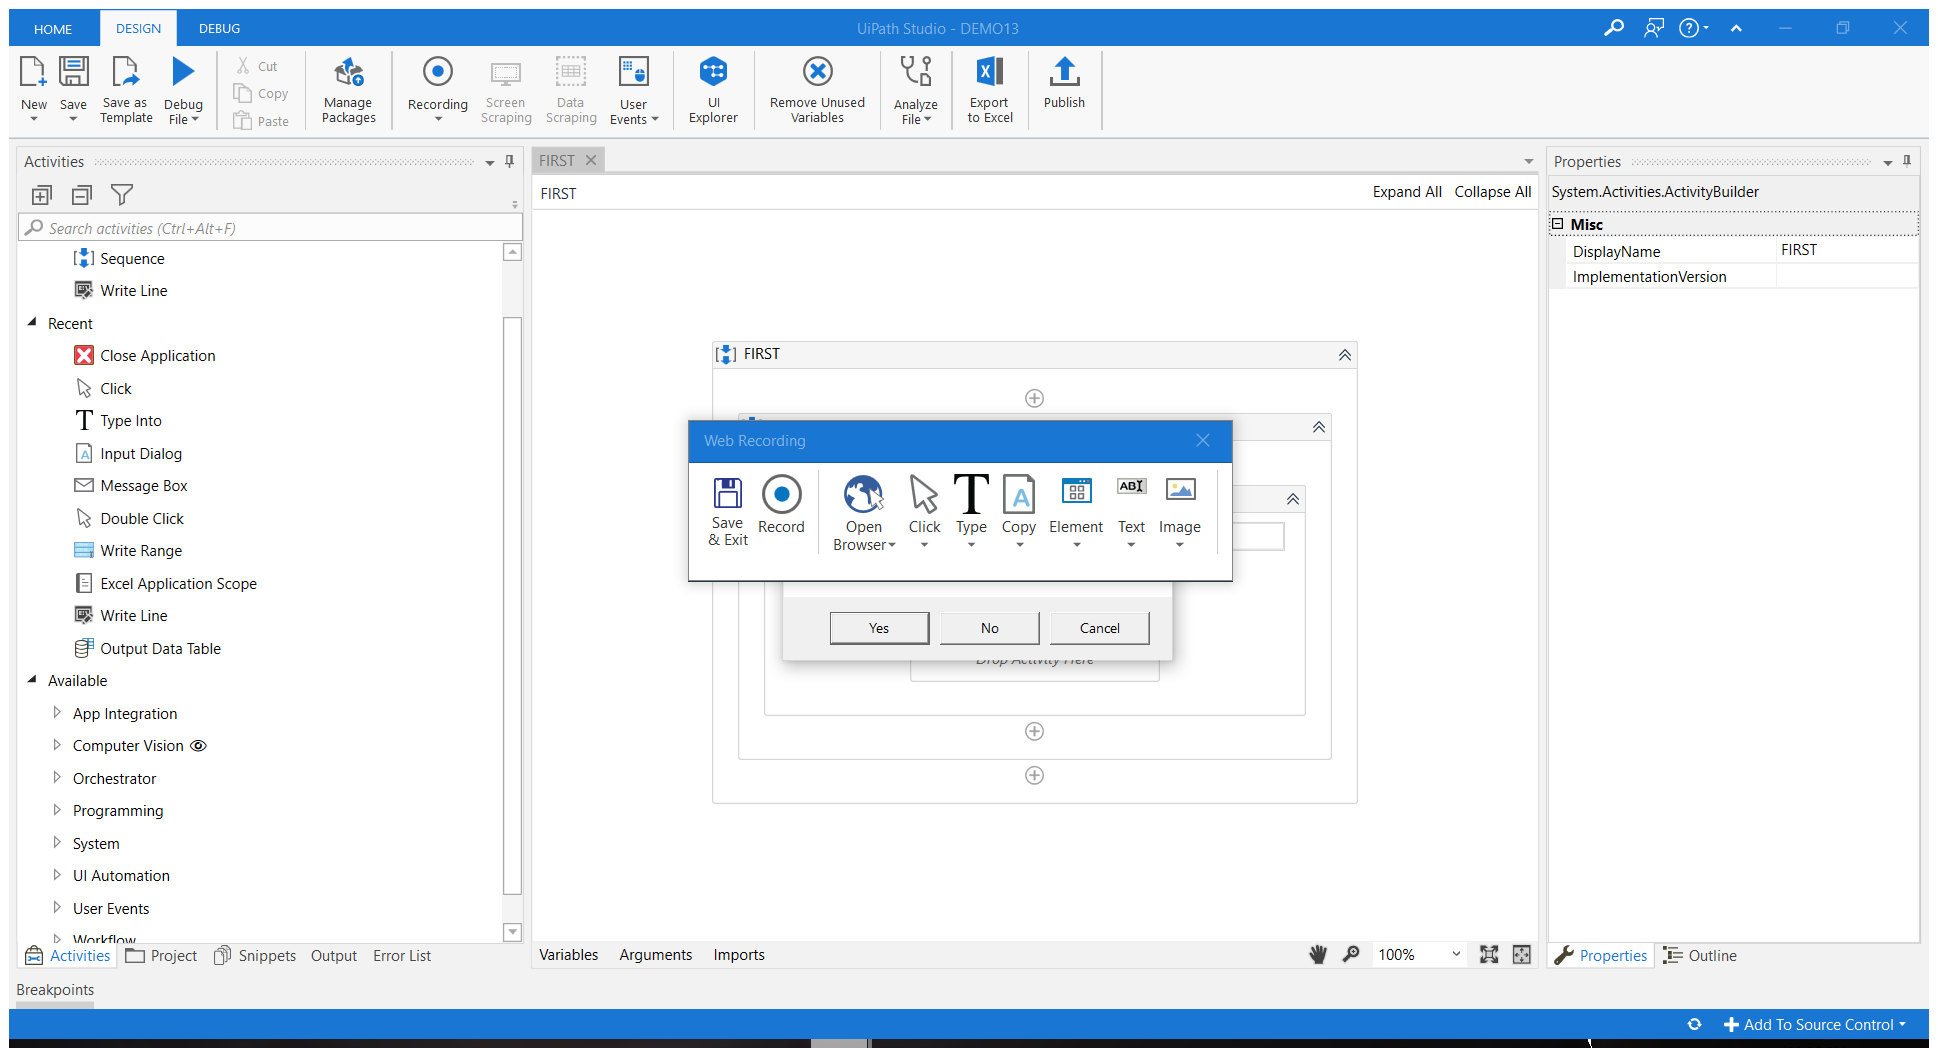 HOME DESIGN DEBUG UiPath Studio - DEMO13
New Save Save as Template Debug File
Cut
Copy
Paste
Manage Packages
Recording Screen Scraping Data Scraping User Events
UI Explorer
Remove Unused Variables
Analyze File
Export to Excel
Publish
Activities
Search activities (Ctrl+Alt+F)
Sequence
Write Line
Recent
Close Application
Click
Type Into
Input Dialog
Message Box
Double Click
Write Range
Excel Application Scope
Write Line
Output Data Table
Available
App Integration
Computer Vision
Orchestrator
Programming
System
UI Automation
User Events
Workflow
Activities Project Snippets Output Error List
Breakpoints
FIRST
FIRST Expand All Collapse All
FIRST
Web Recording
Save & Exit Record Open Browser Click Type Copy Element Text Image
Yes No Cancel
Drop Activity Here
Variables Arguments Imports 100%
Properties
System.Activities.ActivityBuilder
Misc
DisplayName FIRST
ImplementationVersion
Properties Outline
Add To Source Control